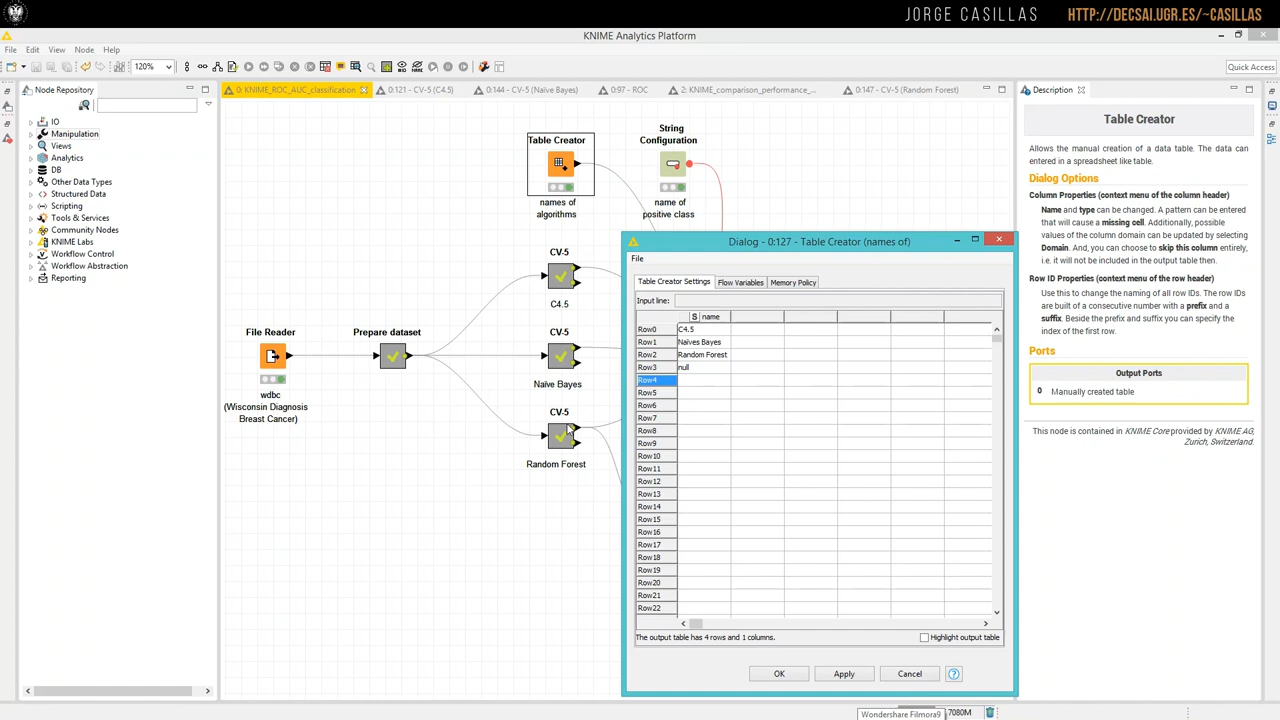 JORGE CASILLAS HTTP://DECSAI.UGR.ES/~CASILLAS
KNIME Analytics Platform
File Edit View Node Help
120%
Quick Access
Node Repository
0: KNIME_ROC_AUC_classification
0:121 - CV-5 (C4.5)
0:144 - CV-5 (Naïve Bayes)
0:97 - ROC
2: KNIME_comparison_performance_...
0:147 - CV-5 (Random Forest)
Description
IO
Manipulation
Views
Analytics
DB
Other Data Types
Structured Data
Scripting
Tools & Services
Community Nodes
KNIME Labs
Workflow Control
Workflow Abstraction
Reporting
Table Creator
names of
algorithms
String
Configuration
name of
positive class
CV-5
C4.5
File Reader
wdbc
(Wisconsin Diagnosis
Breast Cancer)
Prepare dataset
CV-5
Naïve Bayes
CV-5
Random Forest
Dialog - 0:127 - Table Creator (names of)
File
Table Creator Settings Flow Variables Memory Policy
Input line:
S name
Row0 C4.5
Row1 Naïves Bayes
Row2 Random Forest
Row3 null
Row4
Row5
Row6
Row7
Row8
Row9
Row10
Row11
Row12
Row13
Row14
Row15
Row16
Row17
Row18
Row19
Row20
Row21
Row22
The output table has 4 rows and 1 columns.
Highlight output table
OK Apply Cancel ?
Table Creator
Allows the manual creation of a data table. The data can
entered in a spreadsheet like table.
Dialog Options
Column Properties (context menu of the column header)
Name and type can be changed. A pattern can be entered
that will cause a missing cell. Additionally, possible
values of the column domain can be updated by selecting
Domain. And, you can choose to skip this column entirely,
i.e. it will not be included in the output table then.
Row ID Properties (context menu of the row header)
Use this to change the naming of all row IDs. The row IDs
are built of a consecutive number with a prefix and a
suffix. Beside the prefix and suffix you can specify the
index of the first row.
Ports
Output Ports
0 Manually created table
This node is contained in KNIME Core provided by KNIME AG,
Zurich, Switzerland.
Wondershare Filmora9
7080M